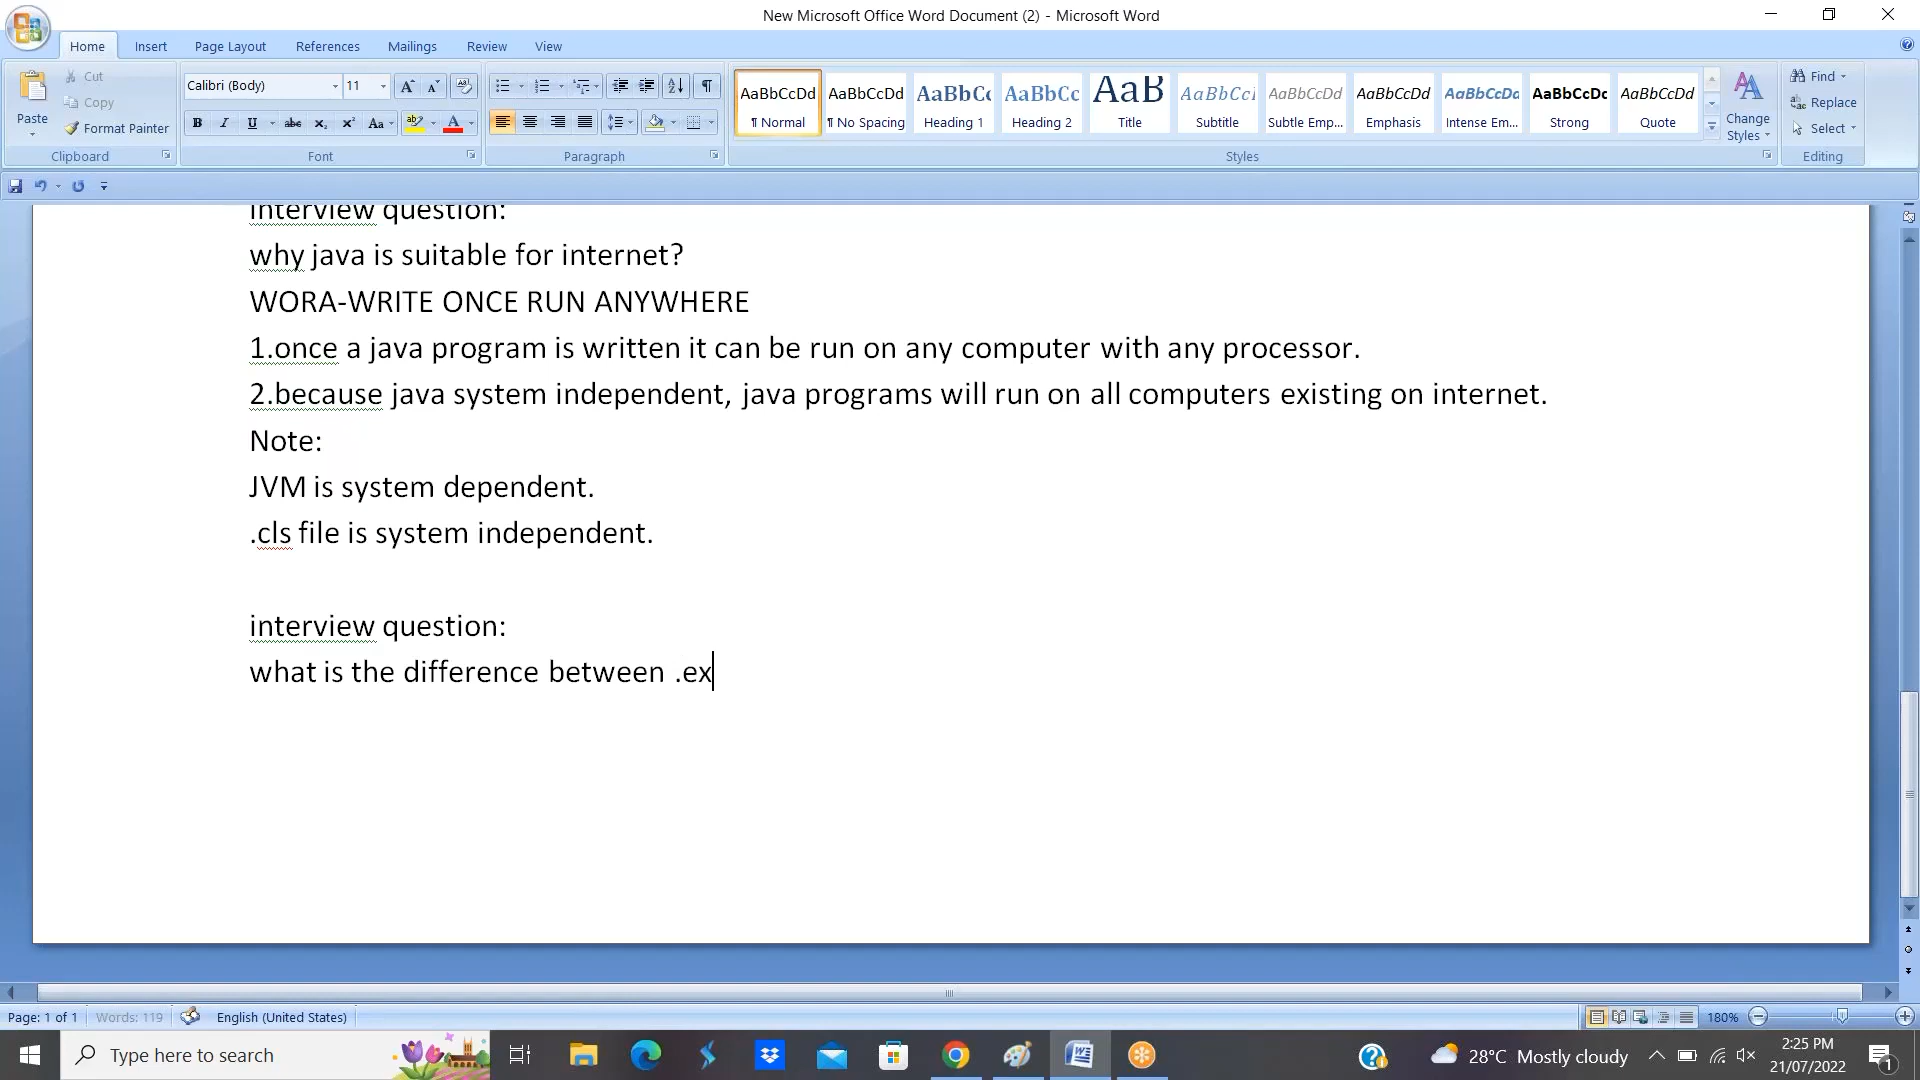 New Microsoft Office Word Document (2) - Microsoft Word
Home Insert Page Layout References Mailings Review View
Paste
Cut
Copy
Format Painter
Clipboard
Calibri (Body) 11
Font
Paragraph
AaBbCcDd AaBbCcDd AaBbCc AaBbCc AaB AaBbCcI AaBbCcDd AaBbCcDd AaBbCcDd AaBbCcDc AaBbCcDd
¶ Normal ¶ No Spacing Heading 1 Heading 2 Title Subtitle Subtle Emp... Emphasis Intense Em... Strong Quote
Change Styles
Styles
Find
Replace
Select
Editing
interview question:
why java is suitable for internet?
WORA-WRITE ONCE RUN ANYWHERE
1.once a java program is written it can be run on any computer with any processor.
2.because java system independent, java programs will run on all computers existing on internet.
Note:
JVM is system dependent.
.cls file is system independent.
interview question:
what is the difference between .ex
Page: 1 of 1 Words: 119 English (United States) 180%
Type here to search
28°C Mostly cloudy
2:25 PM
21/07/2022
1